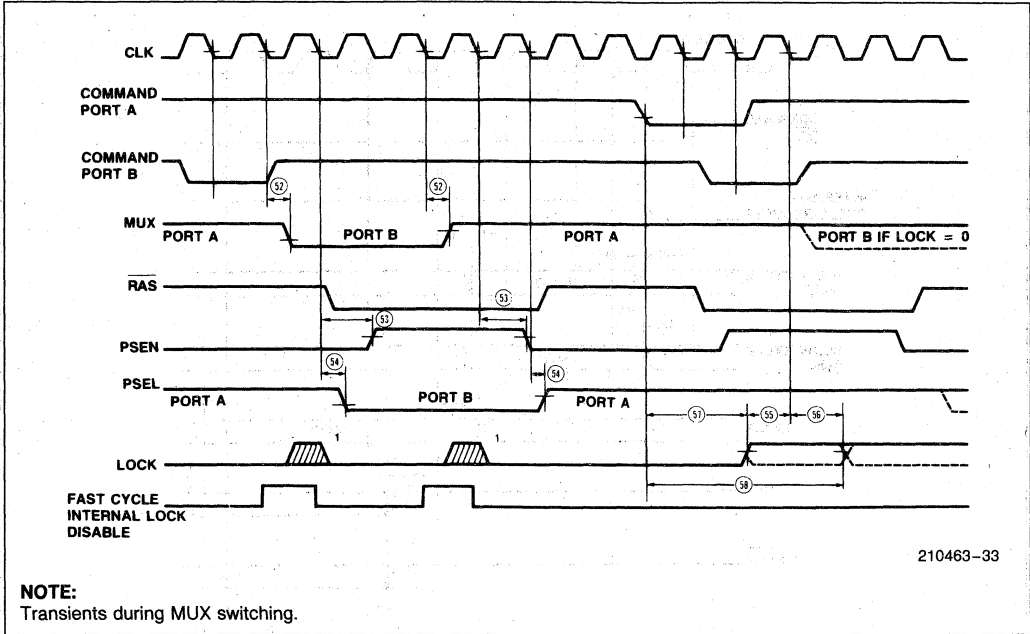 CLK
COMMAND
PORT A
COMMAND
PORT B
52 52
MUX
PORT A PORT B PORT A PORT B IF LOCK = 0
RAS
53
53
PSEN
54
54
PSEL
PORT A PORT B PORT A
57 55 56
1 1
LOCK
58
FAST CYCLE
INTERNAL LOCK
DISABLE
210463-33
NOTE:
Transients during MUX switching.